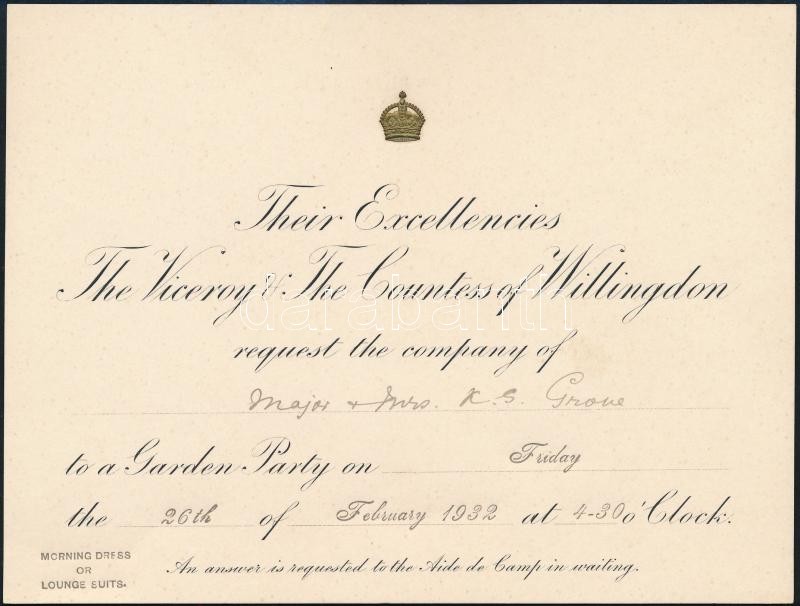 Their Excellencies
The Viceroy & The Countess of Willingdon
darabanth
request the company of
Major & Mrs. K. S. Grove
to a Garden Party on Friday
the 26th of February 1932 at 4-30 o'Clock.
MORNING DRESS
OR
LOUNGE SUITS.
An answer is requested to the Aide de Camp in waiting.